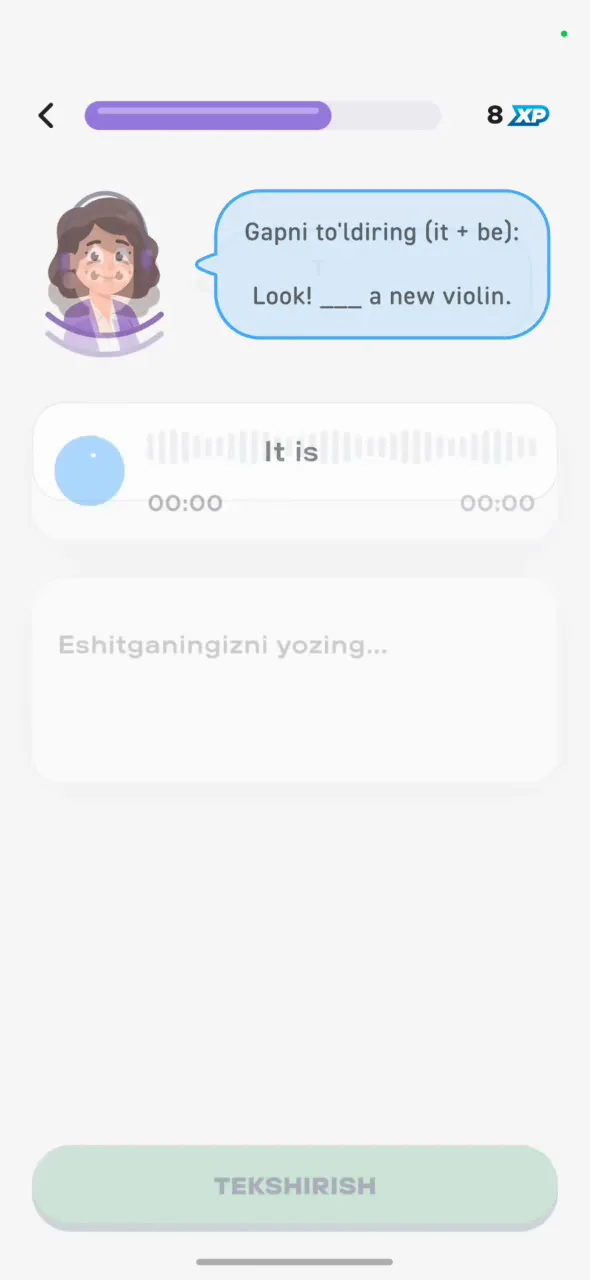 8 XP
Gapni to'ldiring (it + be):
Look! ___ a new violin.
It is
00:00 00:00
Eshitganingizni yozing...
TEKSHIRISH